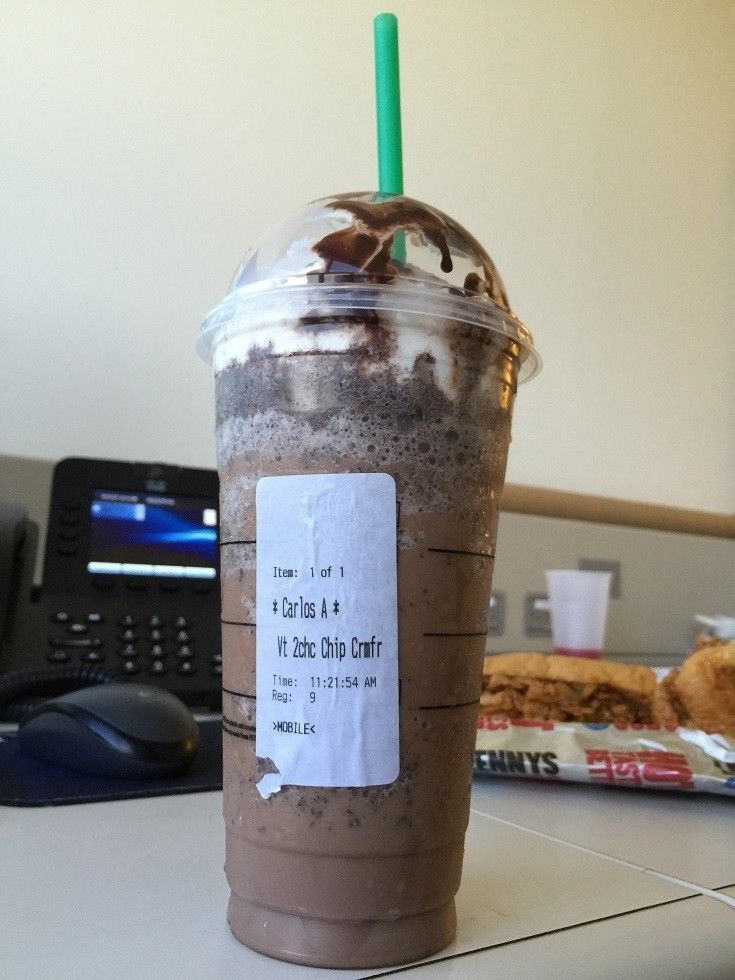 Item: 1 of 1
* Carlos A *
Vt 2chc Chip Crmfr
Time: 11:21:54 AM
Reg: 9
>MOBILE<
ENNYS